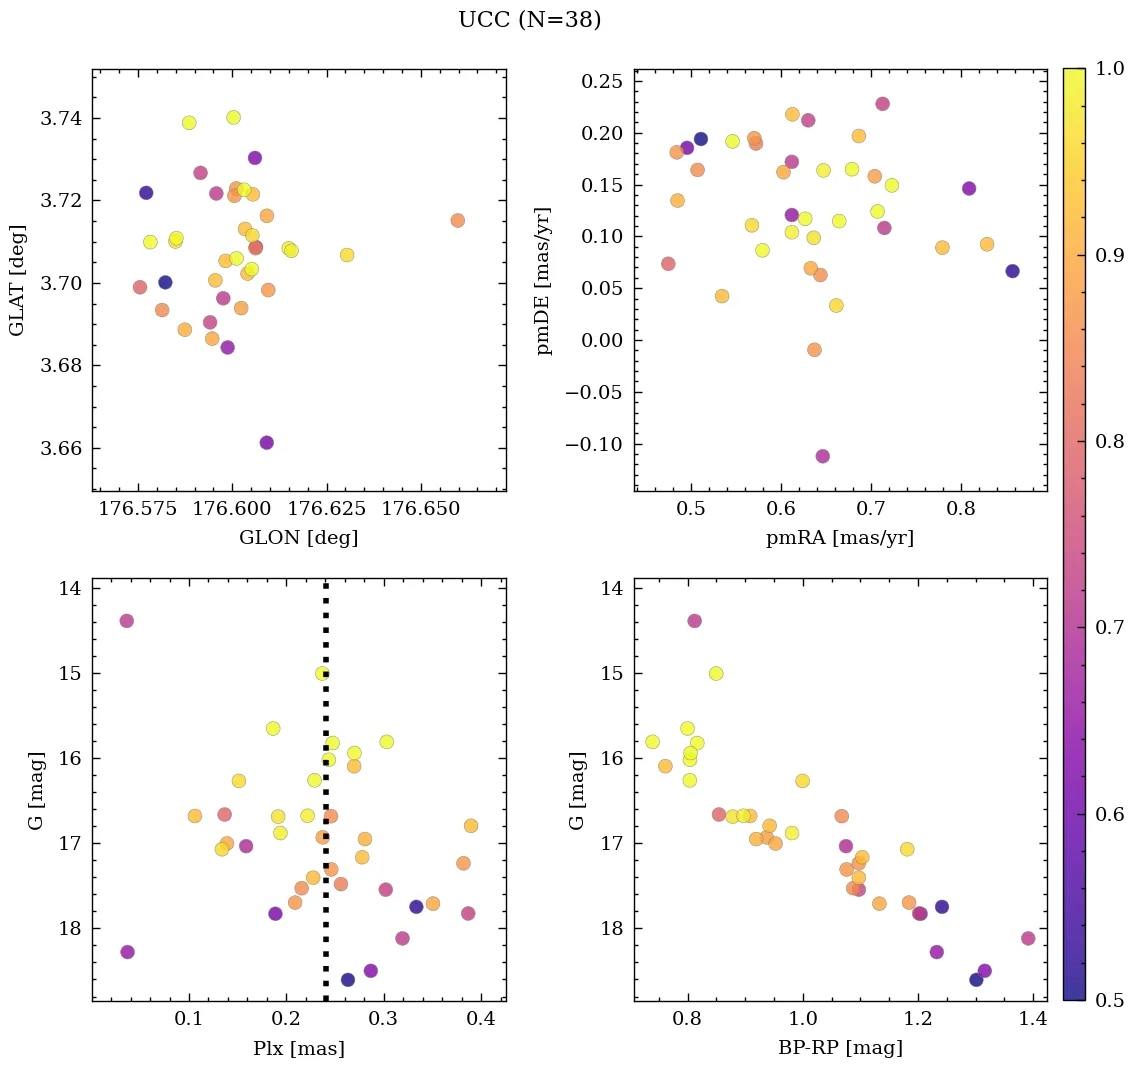 UCC (N=38)
3.74
3.72
3.70
3.68
3.66
GLAT [deg]
176.575 176.600 176.625 176.650
GLON [deg]
0.25
0.20
0.15
0.10
0.05
0.00
−0.05
−0.10
pmDE [mas/yr]
0.5 0.6 0.7 0.8
pmRA [mas/yr]
14
15
16
17
18
G [mag]
0.1 0.2 0.3 0.4
Plx [mas]
14
15
16
17
18
G [mag]
0.8 1.0 1.2 1.4
BP-RP [mag]
1.0
0.9
0.8
0.7
0.6
0.5